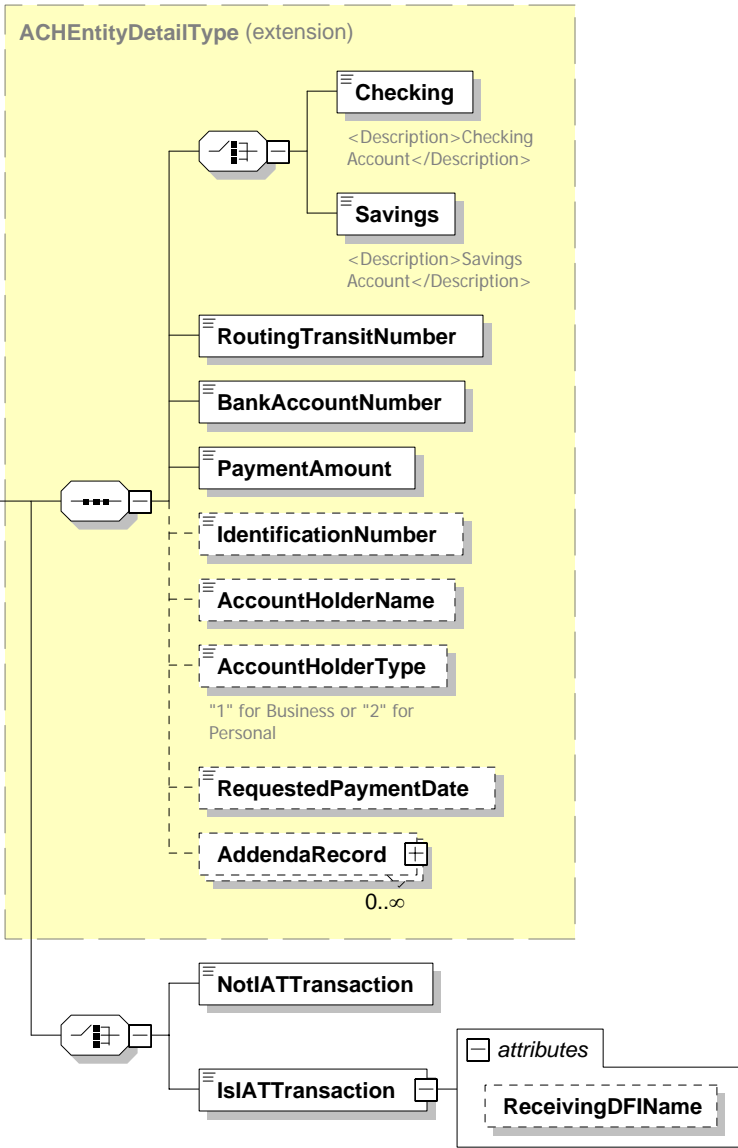 ACHEntityDetailType (extension)
Checking
<Description>Checking
Account</Description>
Savings
<Description>Savings
Account</Description>
RoutingTransitNumber
BankAccountNumber
PaymentAmount
IdentificationNumber
AccountHolderName
AccountHolderType
"1" for Business or "2" for
Personal
RequestedPaymentDate
AddendaRecord
0..∞
NotIATTransaction
attributes
IsIATTransaction
ReceivingDFIName